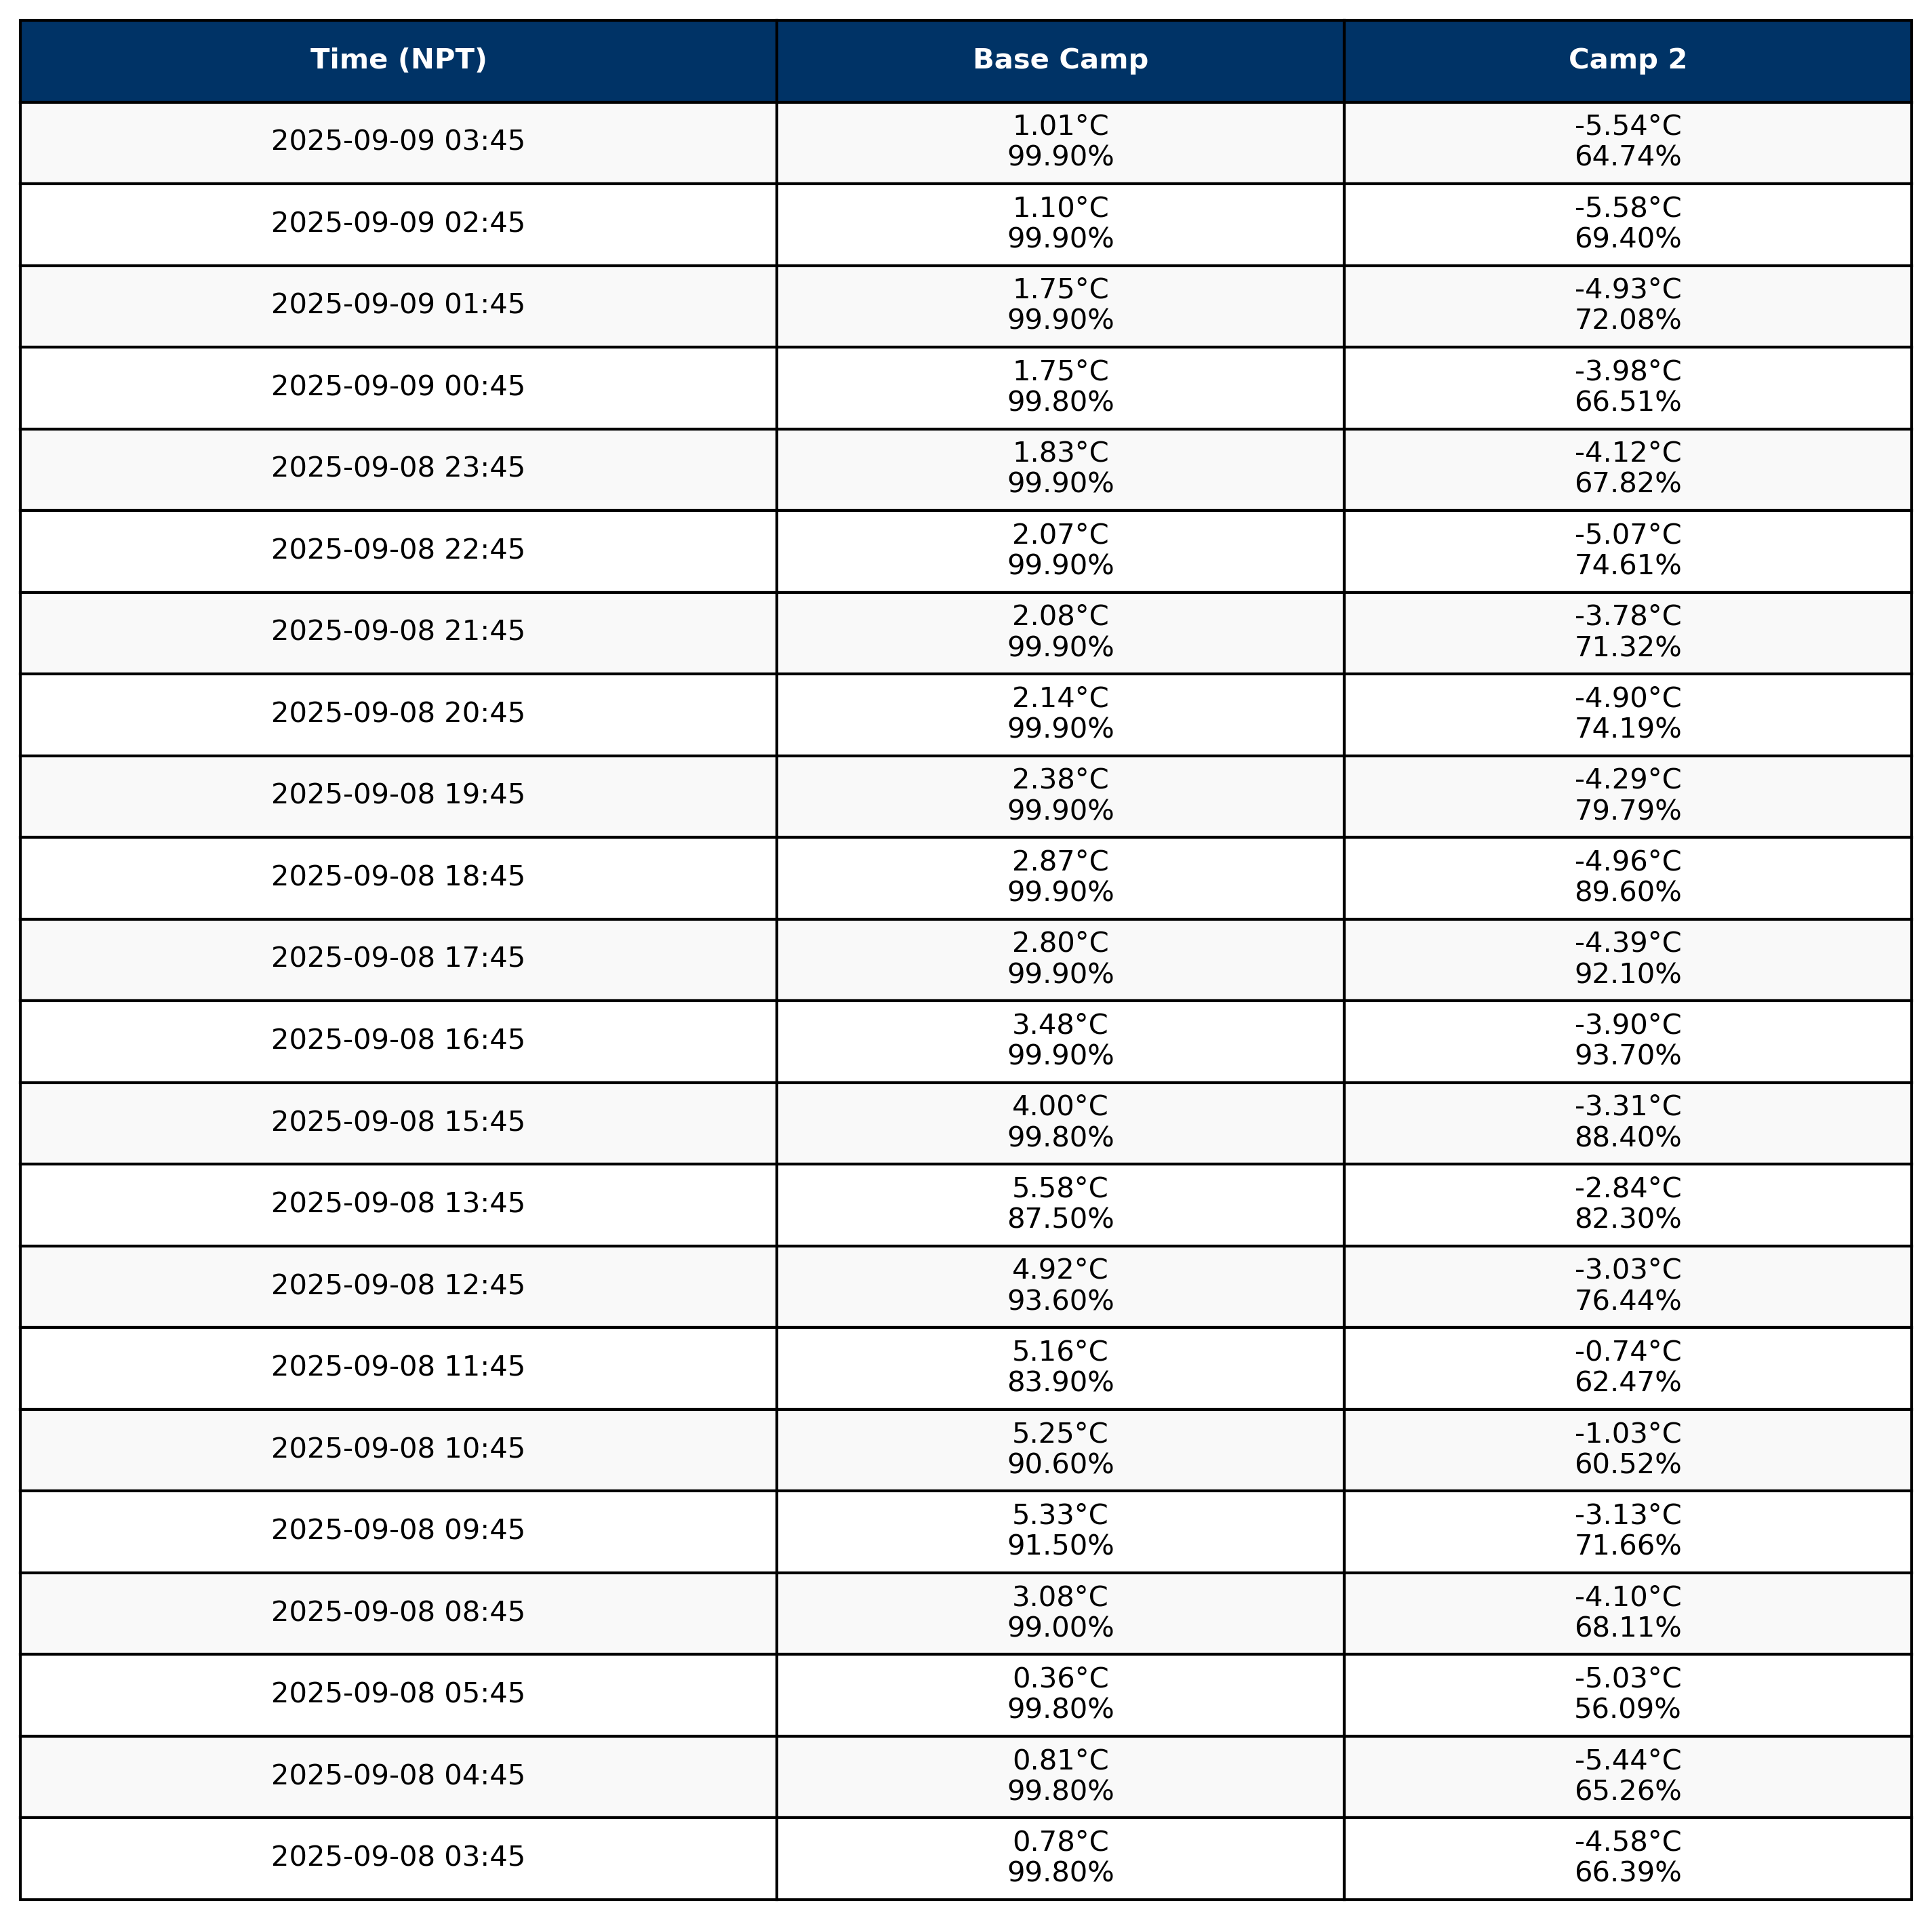 Time (NPT) Base Camp Camp 2
2025-09-09 03:45 1.01°C -5.54°C
99.90% 64.74%
2025-09-09 02:45 1.10°C -5.58°C
99.90% 69.40%
2025-09-09 01:45 1.75°C -4.93°C
99.90% 72.08%
2025-09-09 00:45 1.75°C -3.98°C
99.80% 66.51%
2025-09-08 23:45 1.83°C -4.12°C
99.90% 67.82%
2025-09-08 22:45 2.07°C -5.07°C
99.90% 74.61%
2025-09-08 21:45 2.08°C -3.78°C
99.90% 71.32%
2025-09-08 20:45 2.14°C -4.90°C
99.90% 74.19%
2025-09-08 19:45 2.38°C -4.29°C
99.90% 79.79%
2025-09-08 18:45 2.87°C -4.96°C
99.90% 89.60%
2025-09-08 17:45 2.80°C -4.39°C
99.90% 92.10%
2025-09-08 16:45 3.48°C -3.90°C
99.90% 93.70%
2025-09-08 15:45 4.00°C -3.31°C
99.80% 88.40%
2025-09-08 13:45 5.58°C -2.84°C
87.50% 82.30%
2025-09-08 12:45 4.92°C -3.03°C
93.60% 76.44%
2025-09-08 11:45 5.16°C -0.74°C
83.90% 62.47%
2025-09-08 10:45 5.25°C -1.03°C
90.60% 60.52%
2025-09-08 09:45 5.33°C -3.13°C
91.50% 71.66%
2025-09-08 08:45 3.08°C -4.10°C
99.00% 68.11%
2025-09-08 05:45 0.36°C -5.03°C
99.80% 56.09%
2025-09-08 04:45 0.81°C -5.44°C
99.80% 65.26%
2025-09-08 03:45 0.78°C -4.58°C
99.80% 66.39%